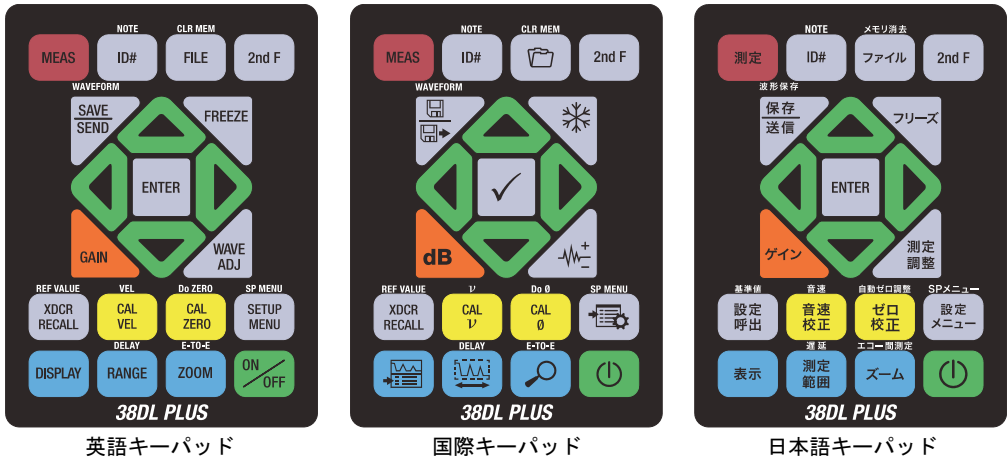 NOTE CLR MEM
MEAS ID# FILE 2nd F
WAVEFORM
SAVE
SEND
FREEZE
ENTER
GAIN
WAVE
ADJ
REF VALUE VEL Do ZERO SP MENU
XDCR
RECALL
CAL
VEL
CAL
ZERO
SETUP
MENU
DELAY E-TO-E
DISPLAY RANGE ZOOM ON/OFF
38DL PLUS
英語キーパッド
NOTE CLR MEM
MEAS ID# 2nd F
WAVEFORM
dB
REF VALUE ν Do Ø SP MENU
XDCR
RECALL
CAL
ν
CAL
Ø
DELAY E-TO-E
38DL PLUS
国際キーパッド
NOTE メモリ消去
測定 ID# ファイル 2nd F
波形保存
保存
送信
フリーズ
ENTER
ゲイン
測定
調整
基準値 音速 自動ゼロ調整 SPメニュー
設定
呼出
音速
校正
ゼロ
校正
設定
メニュー
遅延 エコー間測定
表示
測定
範囲
ズーム
38DL PLUS
日本語キーパッド